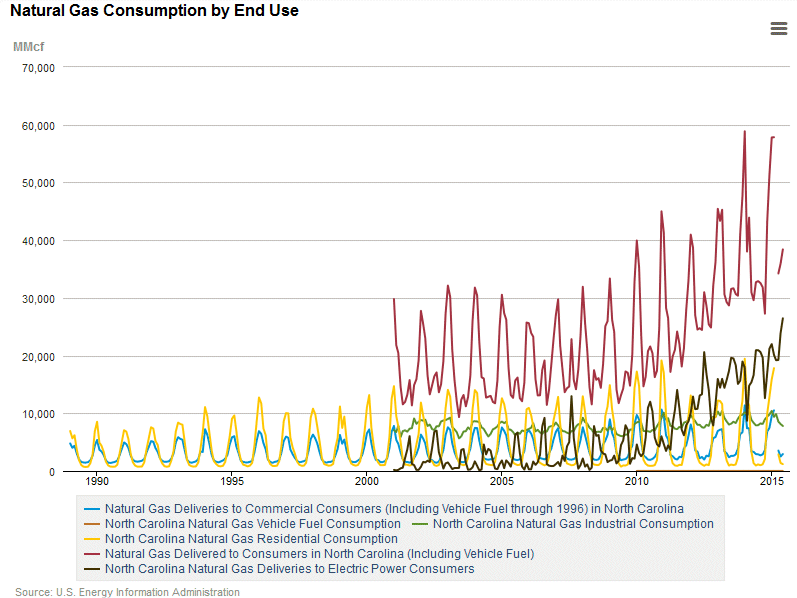 Natural Gas Consumption by End Use
MMcf
70,000
60,000
50,000
40,000
30,000
20,000
10,000
0
1990 1995 2000 2005 2010 2015
Natural Gas Deliveries to Commercial Consumers (Including Vehicle Fuel through 1996) in North Carolina
North Carolina Natural Gas Vehicle Fuel Consumption North Carolina Natural Gas Industrial Consumption
North Carolina Natural Gas Residential Consumption
Natural Gas Delivered to Consumers in North Carolina (Including Vehicle Fuel)
North Carolina Natural Gas Deliveries to Electric Power Consumers
Source: U.S. Energy Information Administration